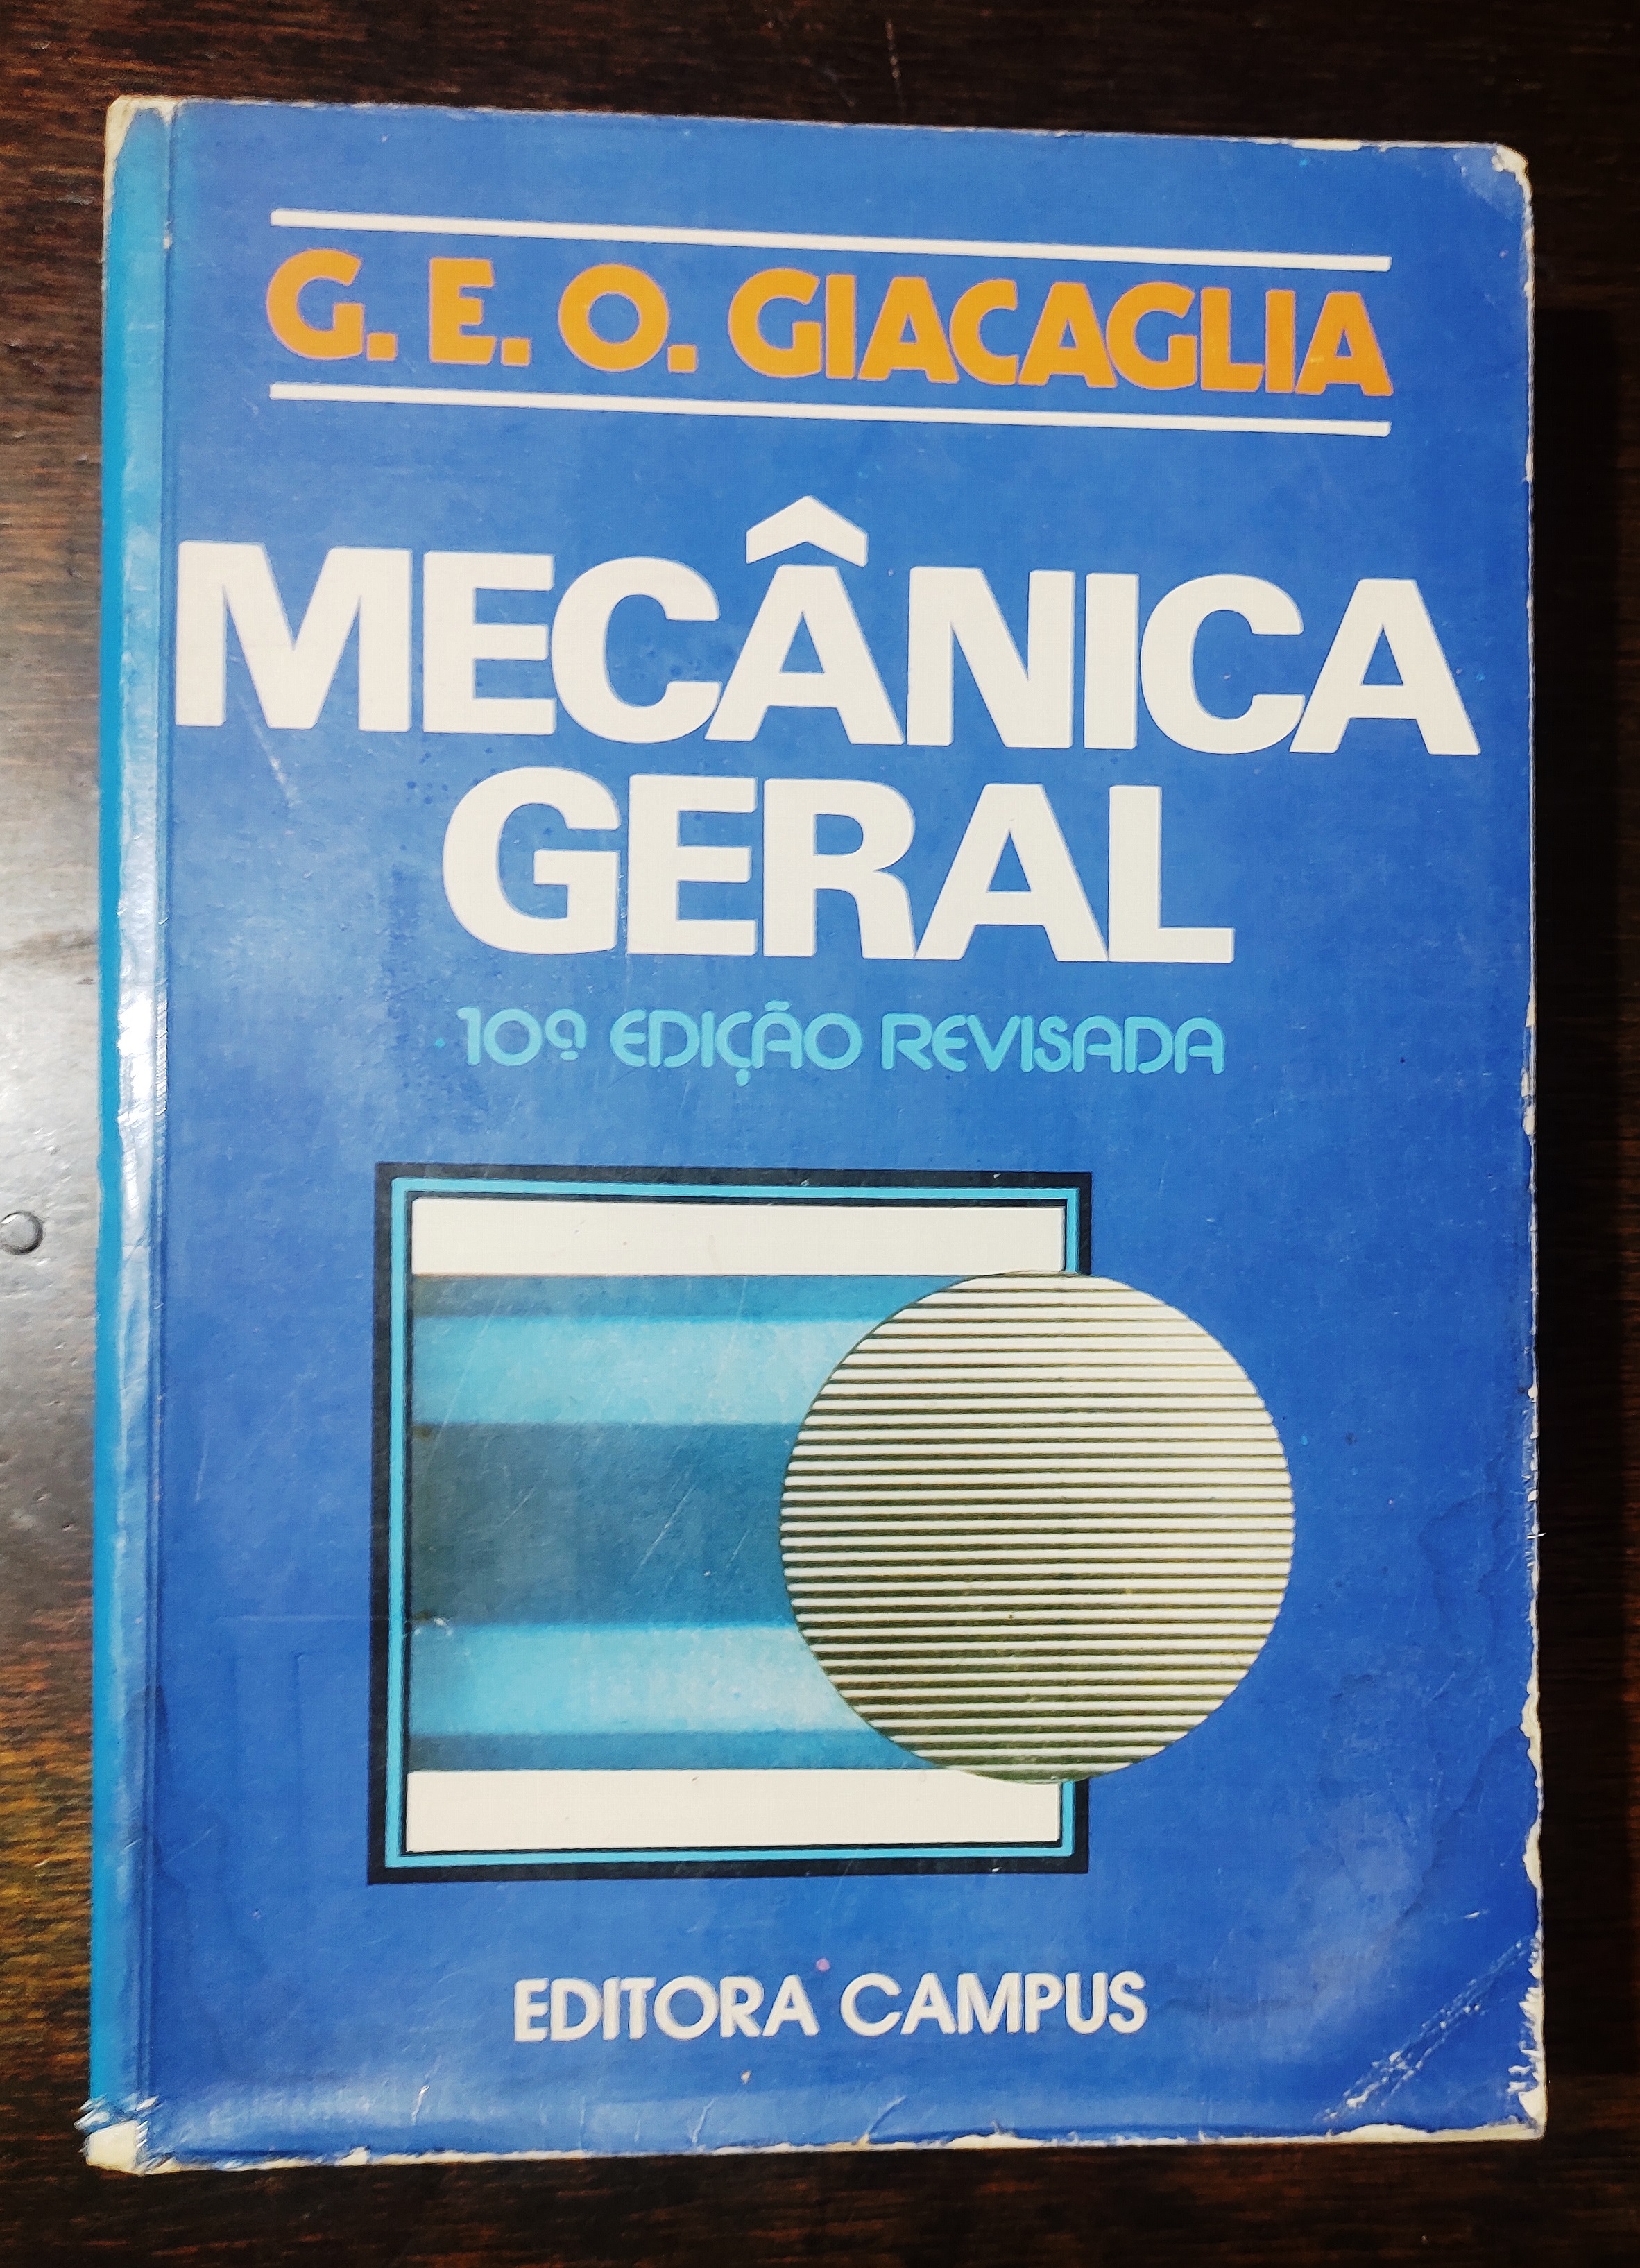 G. E. O. GIACAGLIA
MECÂNICA
GERAL
10ª EDIÇÃO REVISADA
EDITORA CAMPUS